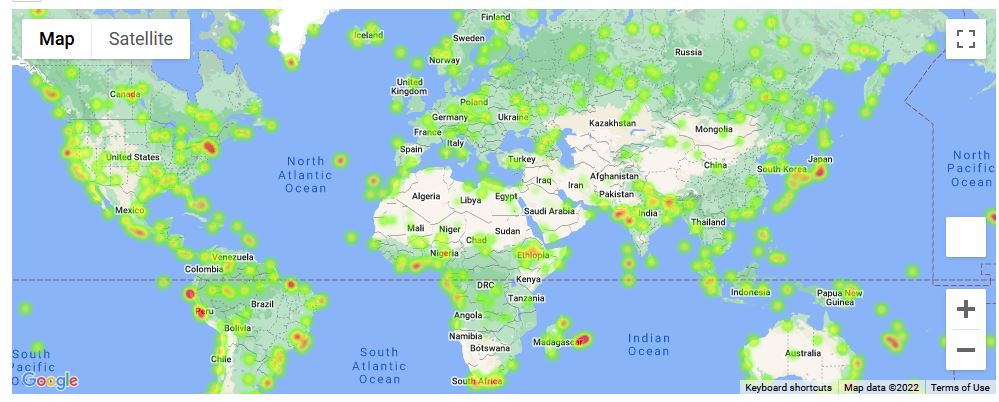 Map
Satellite
Finland
Iceland
Sweden
Norway
Russia
United
Kingdom
Canada
Poland
Germany
Ukraine
France
Kazakhstan
Mongolia
Spain
Italy
United States
North
Atlantic
Ocean
Turkey
China
South Korea
Japan
North
Pacific
Ocean
Iraq
Iran
Afghanistan
Pakistan
Algeria
Libya
Egypt
Saudi Arabia
India
Mexico
Mali
Niger
Chad
Sudan
Thailand
Nigeria
Ethiopia
Venezuela
Colombia
Kenya
DRC
Tanzania
Indonesia
Papua New
Guinea
Brazil
Peru
Angola
Bolivia
Namibia
Botswana
Madagascar
Indian
Ocean
Australia
Chile
South
Atlantic
Ocean
South
Pacific
O
South Africa
Google
Keyboard shortcuts
Map data ©2022
Terms of Use